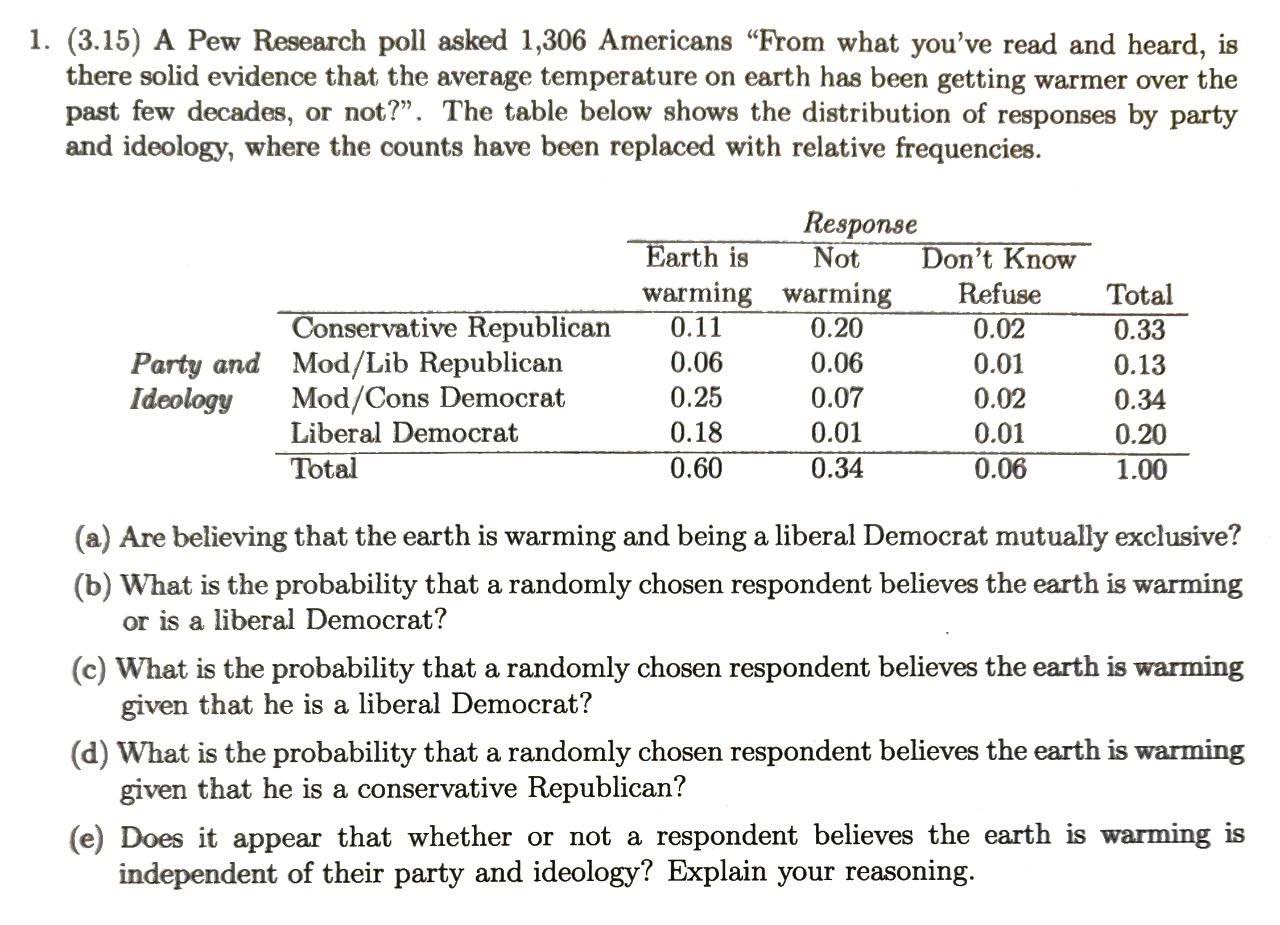 1. (3.15) A Pew Research poll asked 1,306 Americans “From what you’ve read and heard, is
there solid evidence that the average temperature on earth has been getting warmer over the
past few decades, or not?”. The table below shows the distribution of responses by party
and ideology, where the counts have been replaced with relative frequencies.
Response
Earth is Not Don’t Know
warming warming Refuse Total
Conservative Republican 0.11 0.20 0.02 0.33
Party and Mod/Lib Republican 0.06 0.06 0.01 0.13
Ideology Mod/Cons Democrat 0.25 0.07 0.02 0.34
Liberal Democrat 0.18 0.01 0.01 0.20
Total 0.60 0.34 0.06 1.00
(a) Are believing that the earth is warming and being a liberal Democrat mutually exclusive?
(b) What is the probability that a randomly chosen respondent believes the earth is warming
or is a liberal Democrat?
(c) What is the probability that a randomly chosen respondent believes the earth is warming
given that he is a liberal Democrat?
(d) What is the probability that a randomly chosen respondent believes the earth is warming
given that he is a conservative Republican?
(e) Does it appear that whether or not a respondent believes the earth is warming is
independent of their party and ideology? Explain your reasoning.